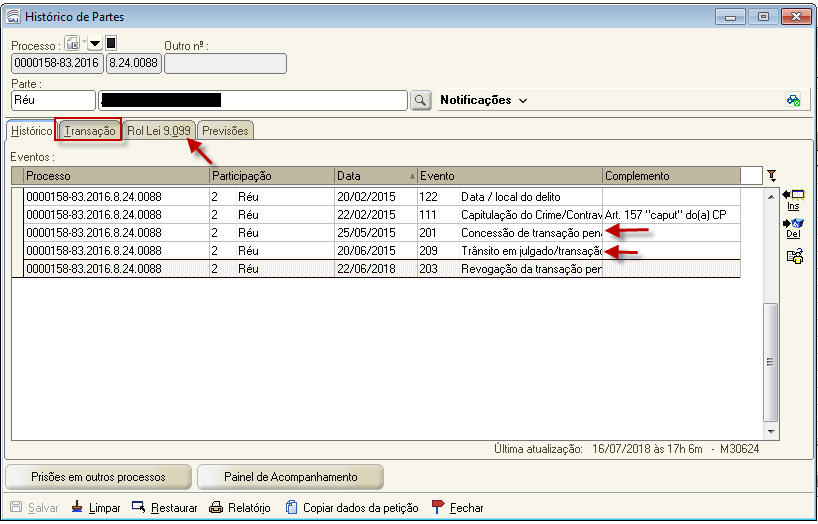 Histórico de Partes
Processo :
Outro nº :
0000158-83.2016 8.24.0088
Parte :
Réu
Notificações
Histórico Transação Rol Lei 9.099 Previsões
Eventos :
Processo Participação Data Evento Complemento
0000158-83.2016.8.24.0088 2 Réu 20/02/2015 122 Data / local do delito
0000158-83.2016.8.24.0088 2 Réu 22/02/2015 111 Capitulação do Crime/Contrav Art. 157 "caput" do(a) CP
0000158-83.2016.8.24.0088 2 Réu 25/05/2015 201 Concessão de transação pena
0000158-83.2016.8.24.0088 2 Réu 20/06/2015 209 Trânsito em julgado/transação
0000158-83.2016.8.24.0088 2 Réu 22/06/2018 203 Revogação da transação pen
Ins
Del
Última atualização: 16/07/2018 às 17h 6m - M30624
Prisões em outros processos Painel de Acompanhamento
Salvar Limpar Restaurar Relatório Copiar dados da petição Fechar